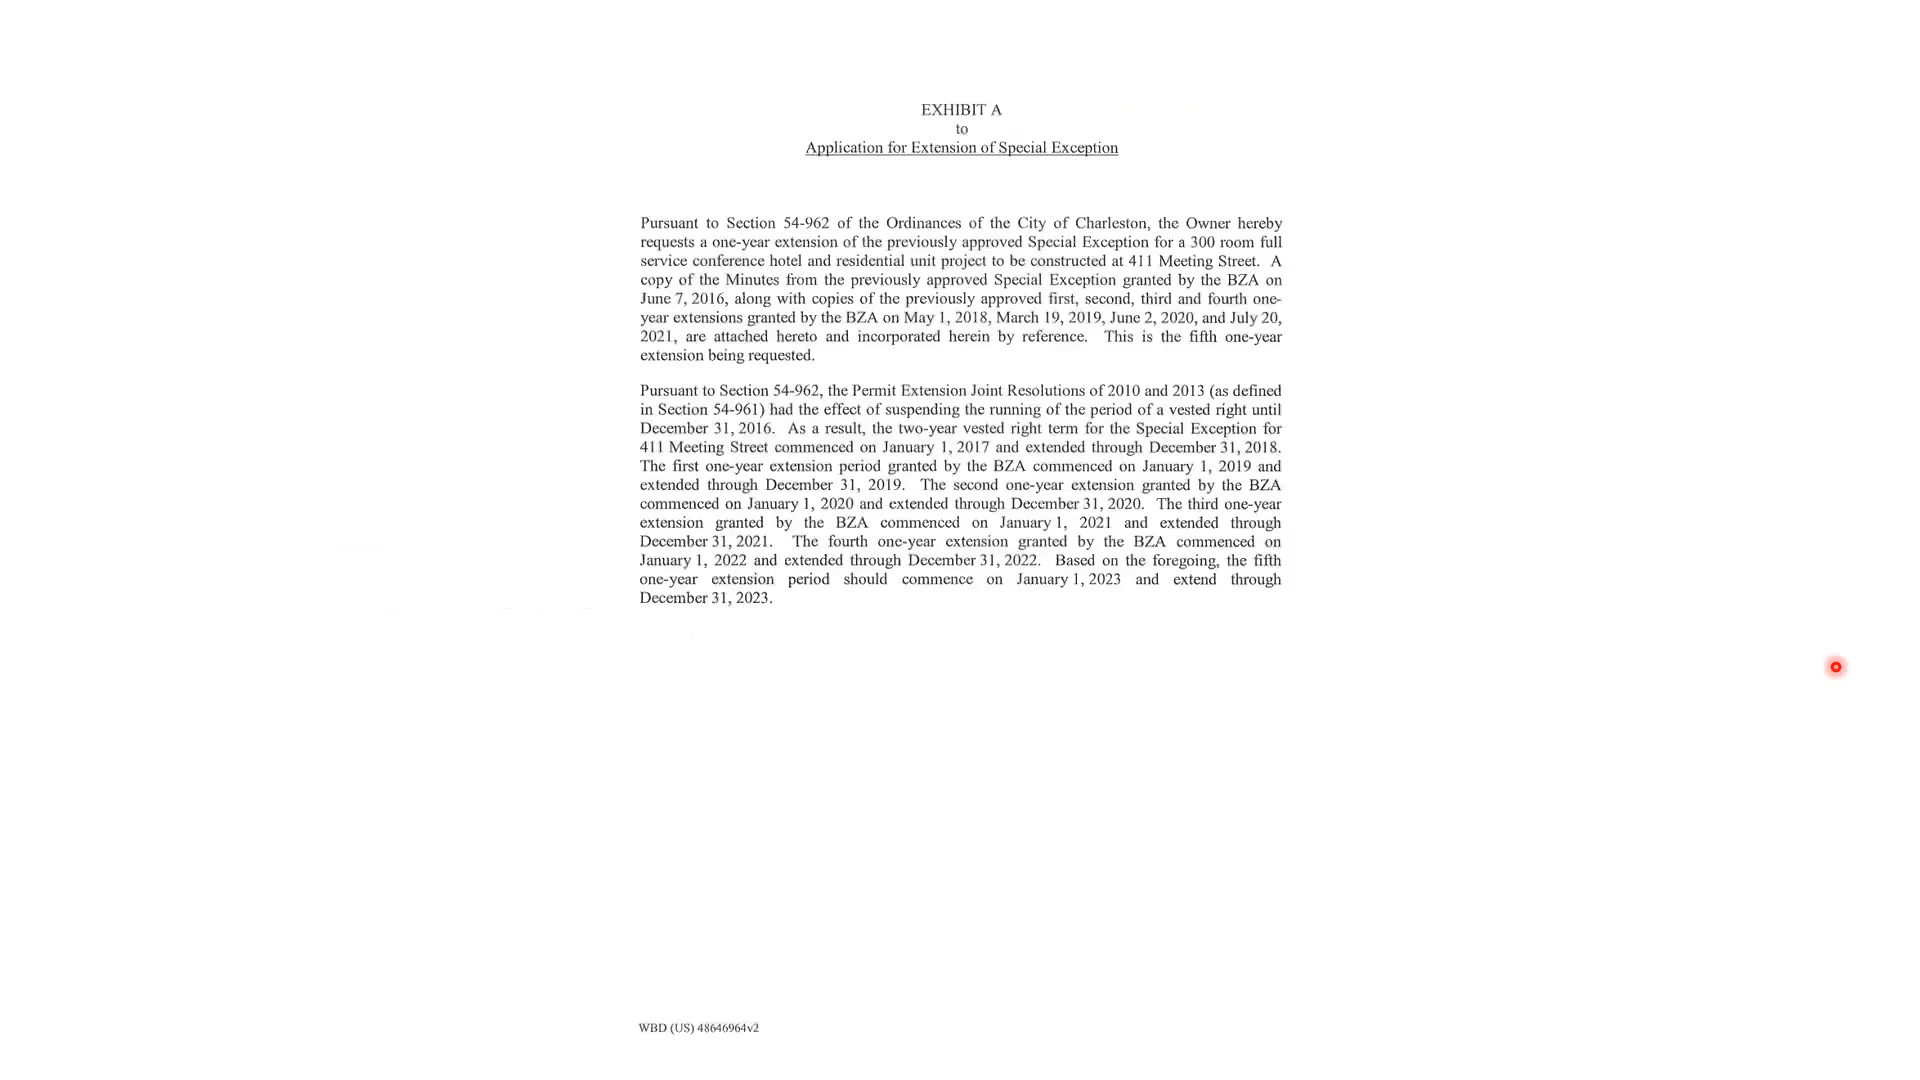 EXHIBIT A
to
Application for Extension of Special Exception
Pursuant to Section 54-962 of the Ordinances of the City of Charleston, the Owner hereby
requests a one-year extension of the previously approved Special Exception for a 300 room full
service conference hotel and residential unit project to be constructed at 411 Meeting Street. A
copy of the Minutes from the previously approved Special Exception granted by the BZA on
June 7, 2016, along with copies of the previously approved first, second, third and fourth one-
year extensions granted by the BZA on May 1, 2018, March 19, 2019, June 2, 2020, and July 20,
2021, are attached hereto and incorporated herein by reference. This is the fifth one-year
extension being requested.
Pursuant to Section 54-962, the Permit Extension Joint Resolutions of 2010 and 2013 (as defined
in Section 54-961) had the effect of suspending the running of the period of a vested right until
December 31, 2016. As a result, the two-year vested right term for the Special Exception for
411 Meeting Street commenced on January 1, 2017 and extended through December 31, 2018.
The first one-year extension period granted by the BZA commenced on January 1, 2019 and
extended through December 31, 2019. The second one-year extension granted by the BZA
commenced on January 1, 2020 and extended through December 31, 2020. The third one-year
extension granted by the BZA commenced on January 1, 2021 and extended through
December 31, 2021. The fourth one-year extension granted by the BZA commenced on
January 1, 2022 and extended through December 31, 2022. Based on the foregoing, the fifth
one-year extension period should commence on January 1, 2023 and extend through
December 31, 2023.
WBD (US) 48646964v2